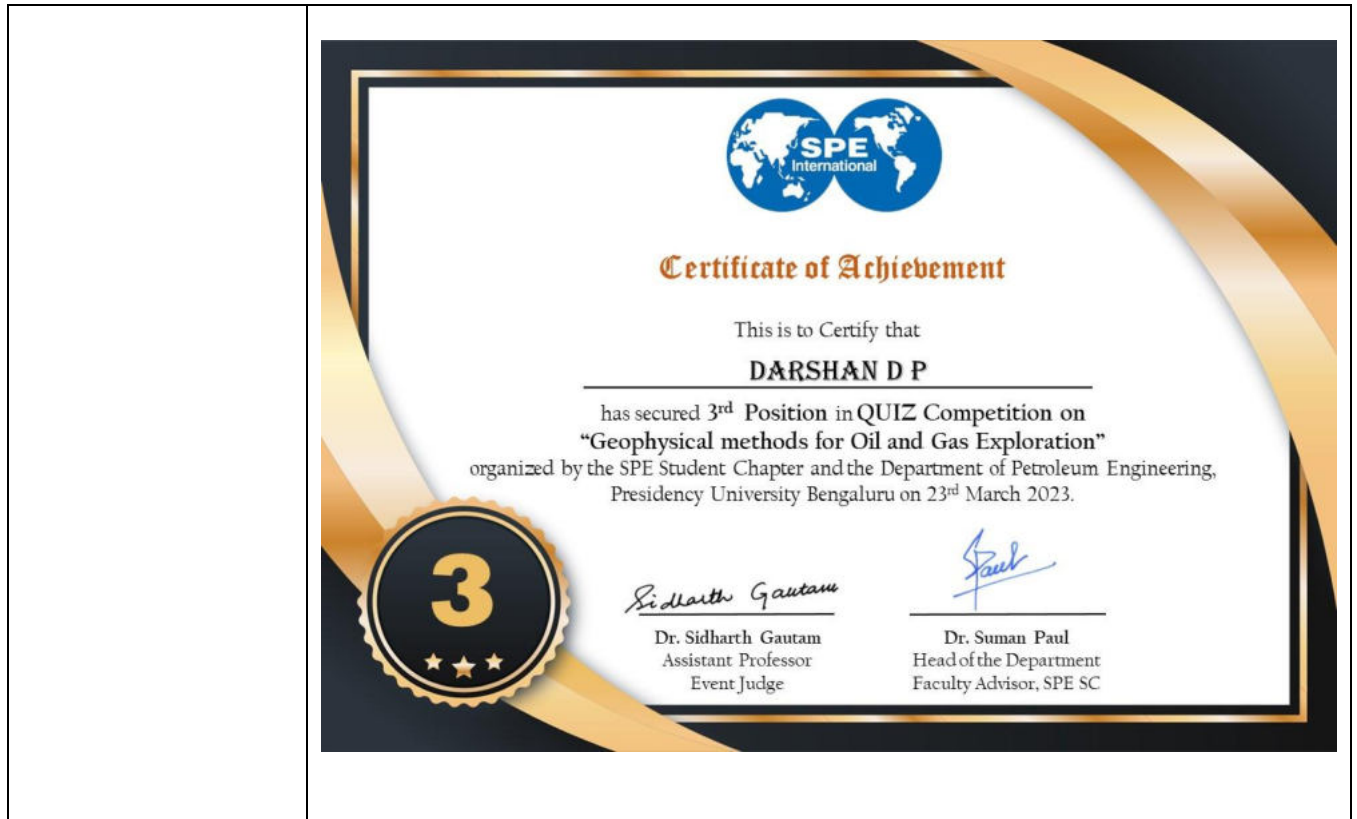 SPE
International
Certificate of Achievement
This is to Certify that
DARSHAN D P
has secured 3rd Position in QUIZ Competition on
“Geophysical methods for Oil and Gas Exploration”
organized by the SPE Student Chapter and the Department of Petroleum Engineering,
Presidency University Bengaluru on 23rd March 2023.
3
Sidharth Gautam
SPaul
Dr. Sidharth Gautam
Assistant Professor
Event Judge
Dr. Suman Paul
Head of the Department
Faculty Advisor, SPE SC